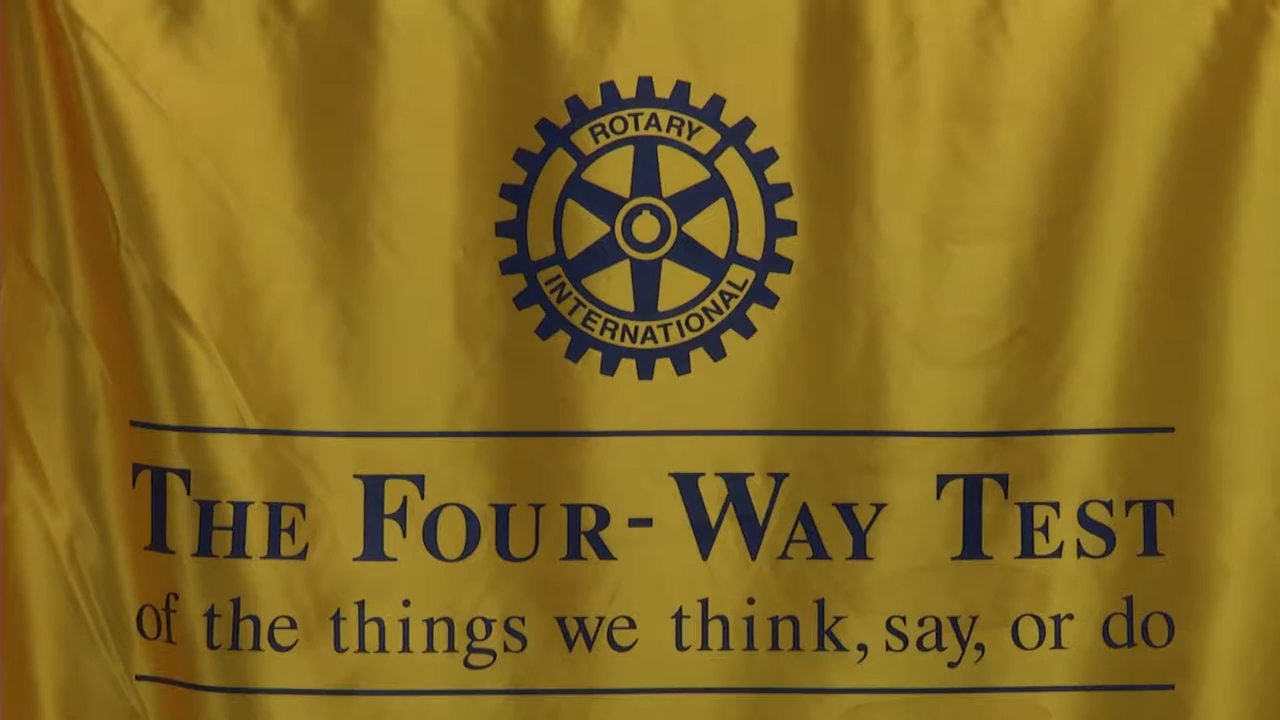 ROTARY
INTERNATIONAL
THE FOUR-WAY TEST
of the things we think, say, or do